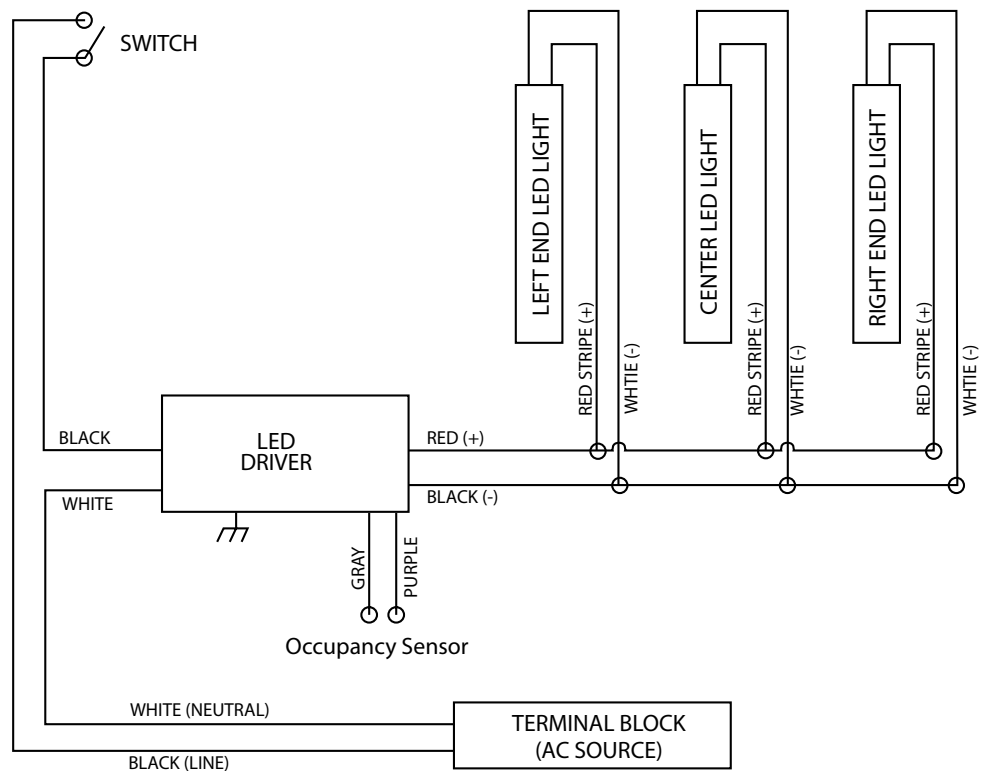 SWITCH
LEFT END LED LIGHT
CENTER LED LIGHT
RIGHT END LED LIGHT
RED STRIPE (+)
WHTIE (-)
RED STRIPE (+)
WHTIE (-)
RED STRIPE (+)
WHTIE (-)
BLACK
LED
DRIVER
RED (+)
WHITE
BLACK (-)
GRAY
PURPLE
Occupancy Sensor
WHITE (NEUTRAL)
TERMINAL BLOCK
(AC SOURCE)
BLACK (LINE)